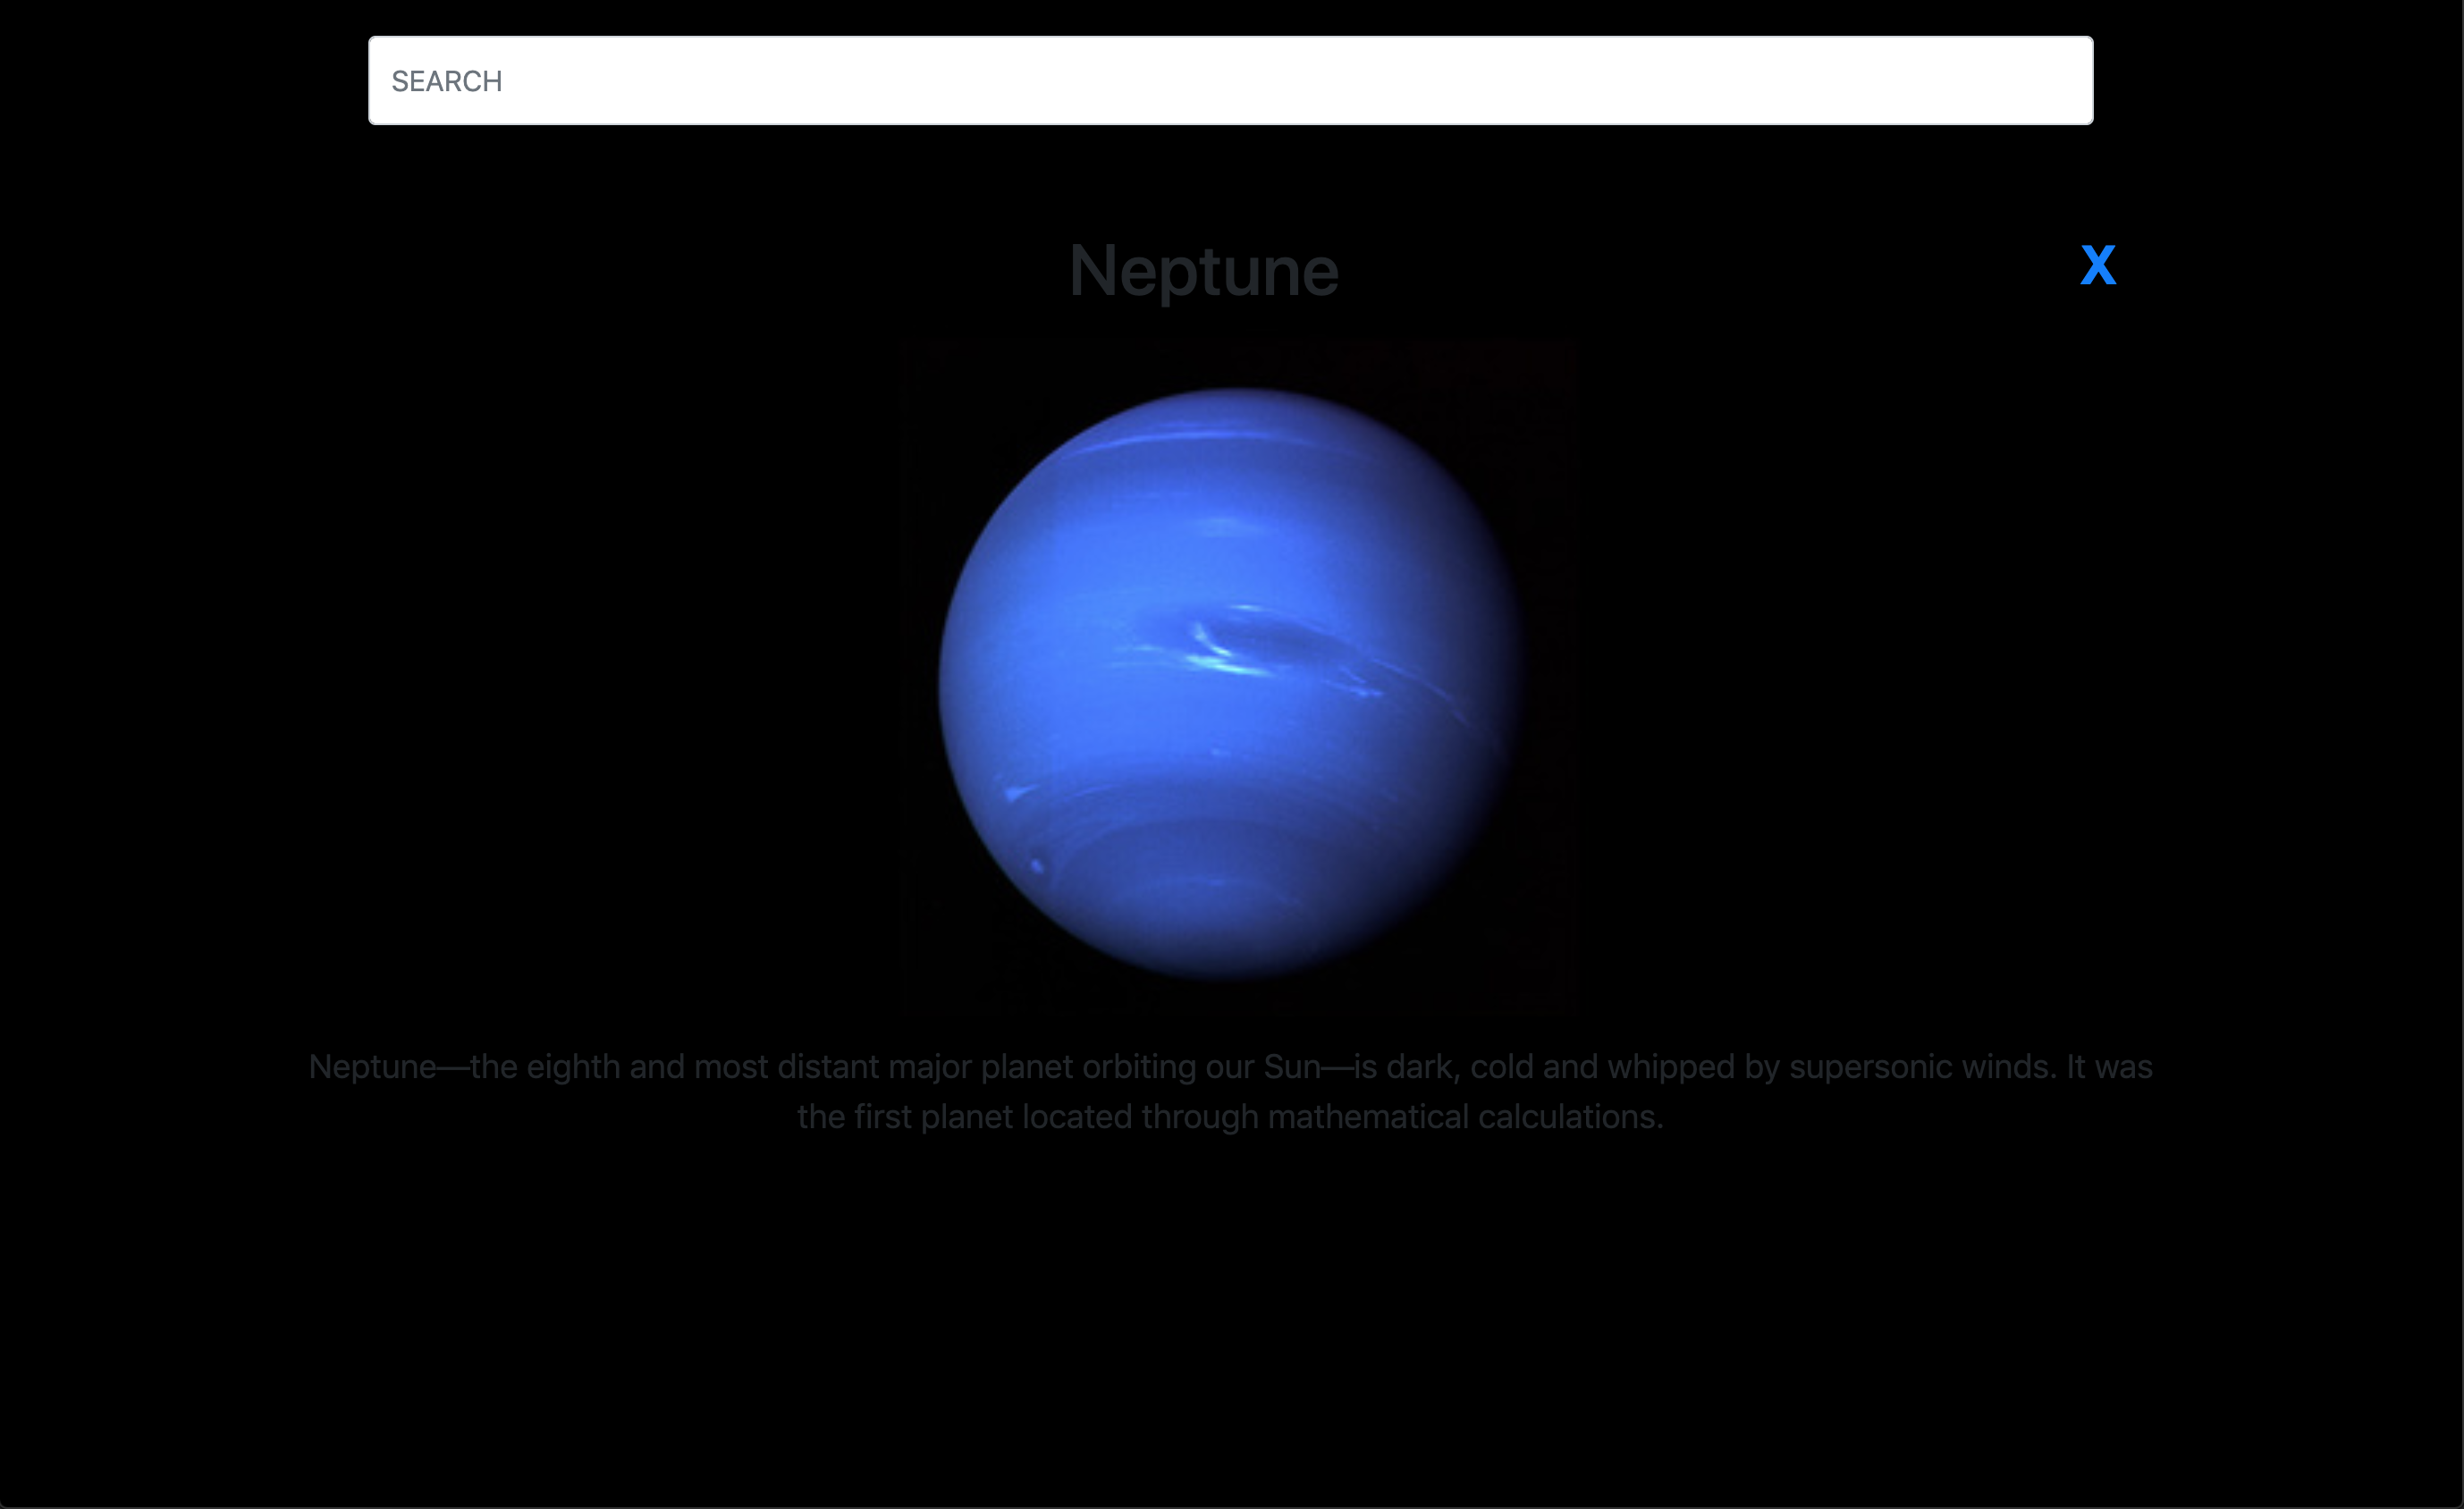 SEARCH
Neptune
X
Neptune—the eighth and most distant major planet orbiting our Sun—is dark, cold and whipped by supersonic winds. It was
the first planet located through mathematical calculations.